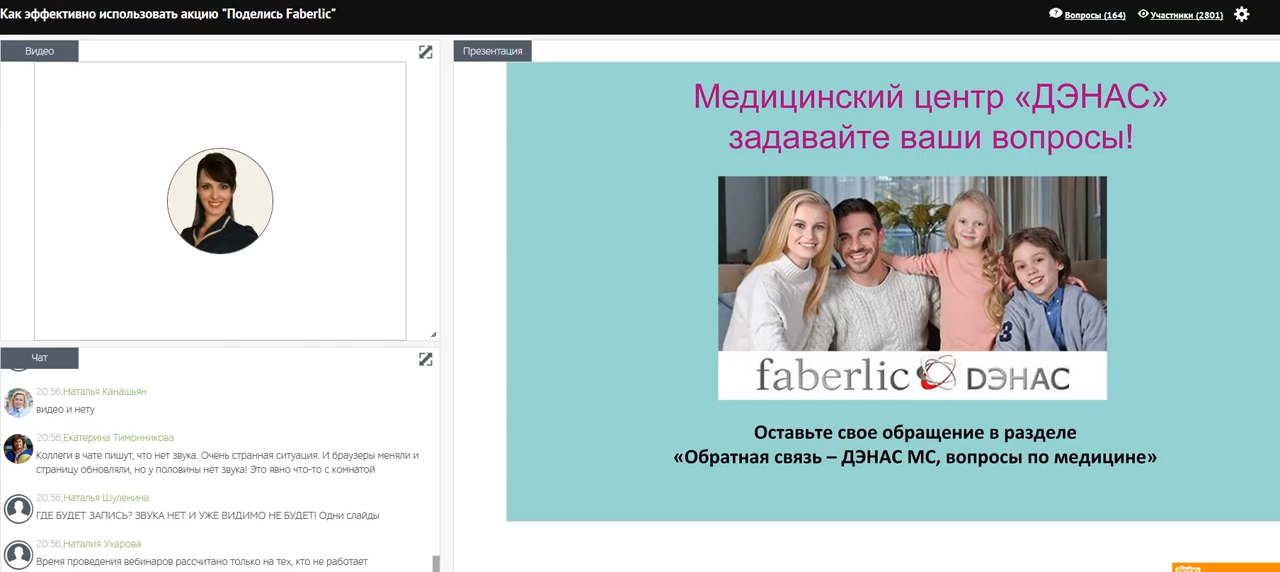 Как эффективно использовать акцию "Поделись Faberlic"
Вопросы (164)
Участники (2801)
Видео
Презентация
Медицинский центр «ДЭНАС»
задавайте ваши вопросы!
3
faberlic DЭНАС
Оставьте свое обращение в разделе
«Обратная связь – ДЭНАС МС, вопросы по медицине»
Чат
20:56,Наталья Канашьян
видео и нету
20:56,Екатерина Тимонникова
Коллеги в чате пишут, что нет звука. Очень странная ситуация. И браузеры меняли и
страницу обновляли, но у половины нет звука! Это явно что-то с комнатой
20:56,Наталья Шуленина
ГДЕ БУДЕТ ЗАПИСЬ? ЗВУКА НЕТ И УЖЕ ВИДИМО НЕ БУДЕТ! Одни слайды
20:56,Наталия Ухарова
Время проведения вебинаров рассчитано только на тех, кто не работает